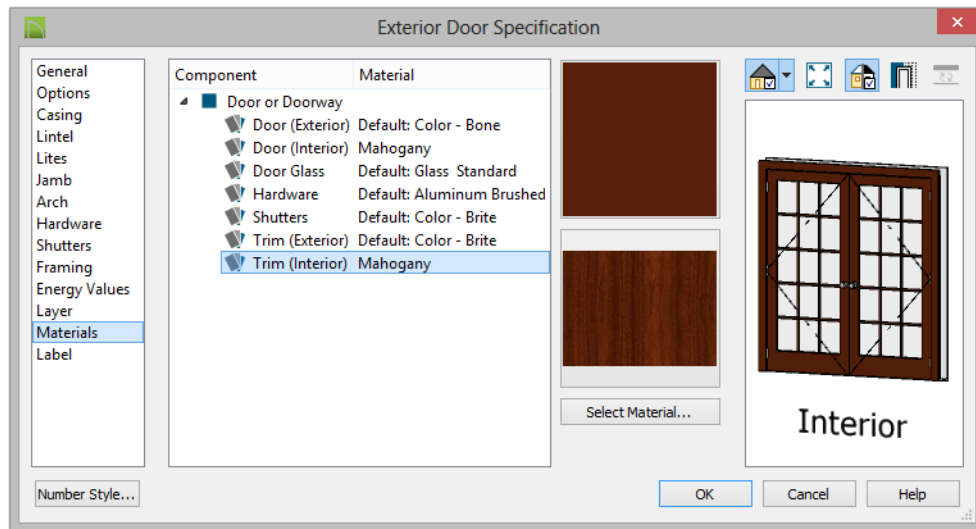 Exterior Door Specification
General
Options
Casing
Lintel
Lites
Jamb
Arch
Hardware
Shutters
Framing
Energy Values
Layer
Materials
Label
Component Material
Door or Doorway
Door (Exterior) Default: Color - Bone
Door (Interior) Mahogany
Door Glass Default: Glass Standard
Hardware Default: Aluminum Brushed
Shutters Default: Color - Brite
Trim (Exterior) Default: Color - Brite
Trim (Interior) Mahogany
Select Material...
Interior
Number Style...
OK
Cancel
Help